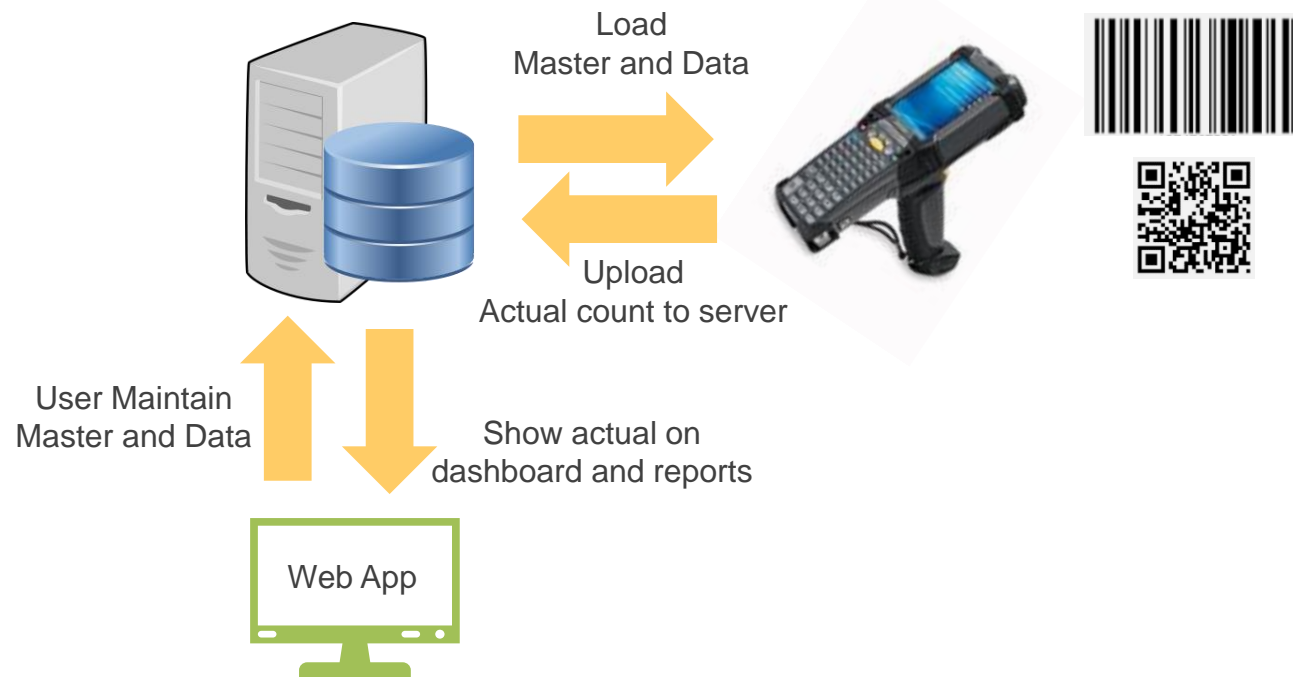 Load
Master and Data
Upload
Actual count to server
User Maintain
Master and Data
Show actual on
dashboard and reports
Web App